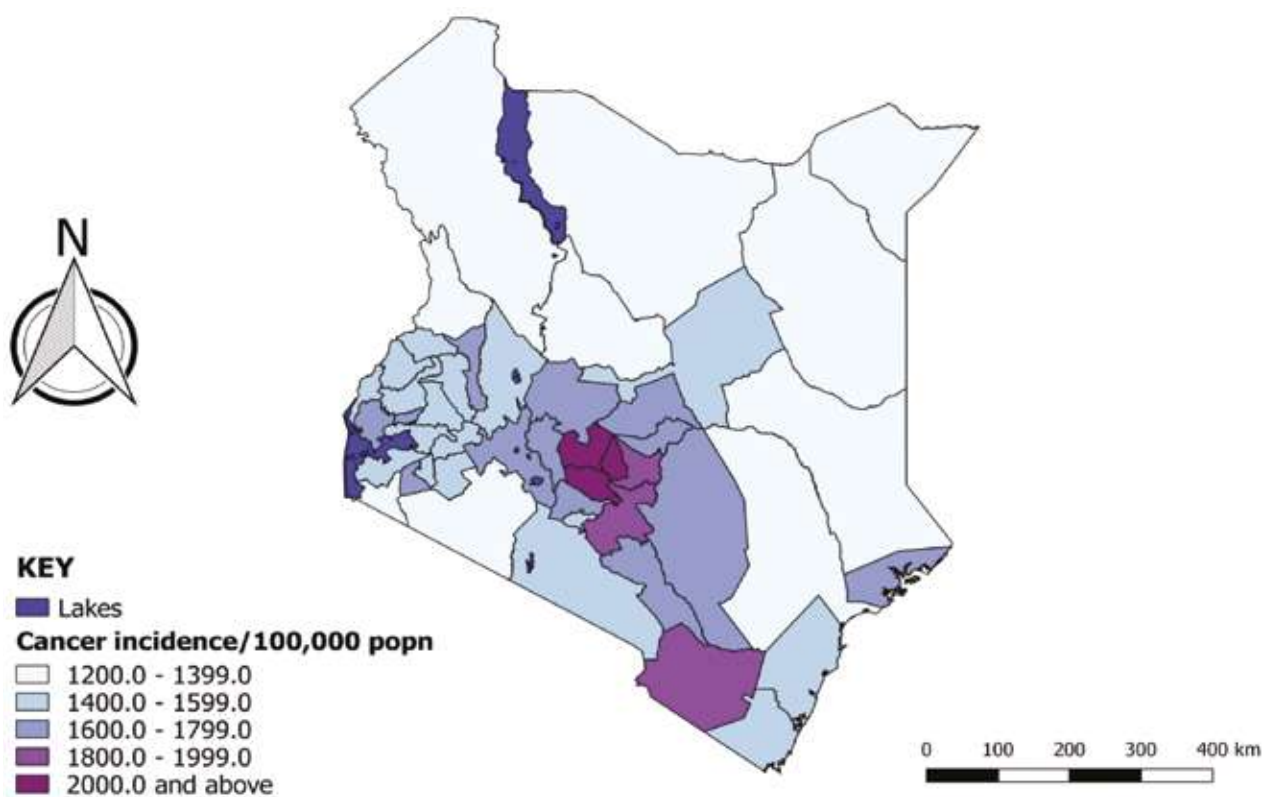 N
KEY
Lakes
Cancer incidence/100,000 popn
1200.0 - 1399.0
1400.0 - 1599.0
1600.0 - 1799.0
1800.0 - 1999.0
2000.0 and above
0 100 200 300 400 km